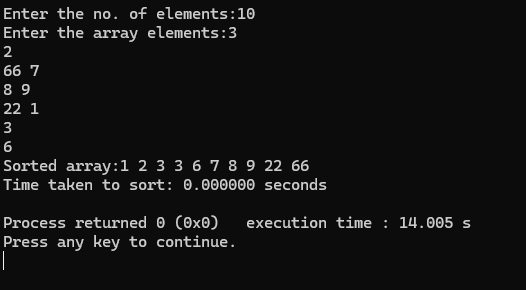 Enter the no. of elements:10
Enter the array elements:3
2
66 7
8 9
22 1
3
6
Sorted array:1 2 3 3 6 7 8 9 22 66
Time taken to sort: 0.000000 seconds
Process returned 0 (0x0)   execution time : 14.005 s
Press any key to continue.